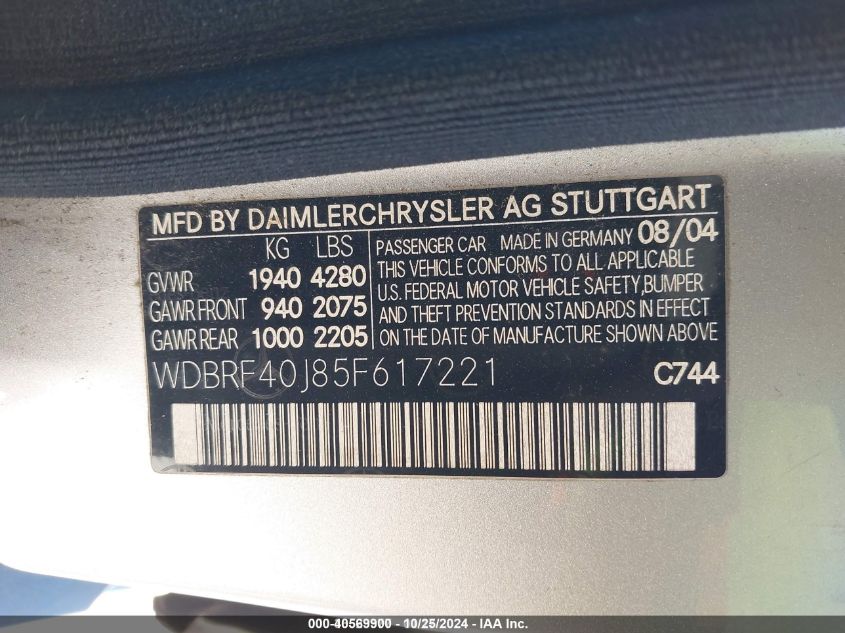 MFD BY DAIMLERCHRYSLER AG STUTTGART
KG LBS
GVWR 1940 4280
GAWR FRONT 940 2075
GAWR REAR 1000 2205
PASSENGER CAR MADE IN GERMANY 08/04
THIS VEHICLE CONFORMS TO ALL APPLICABLE
U.S. FEDERAL MOTOR VEHICLE SAFETY, BUMPER
AND THEFT PREVENTION STANDARDS IN EFFECT
ON THE DATE OF MANUFACTURE SHOWN ABOVE
WDBRF40J85F617221 C744
000-40569900 - 10/25/2024 - IAA Inc.